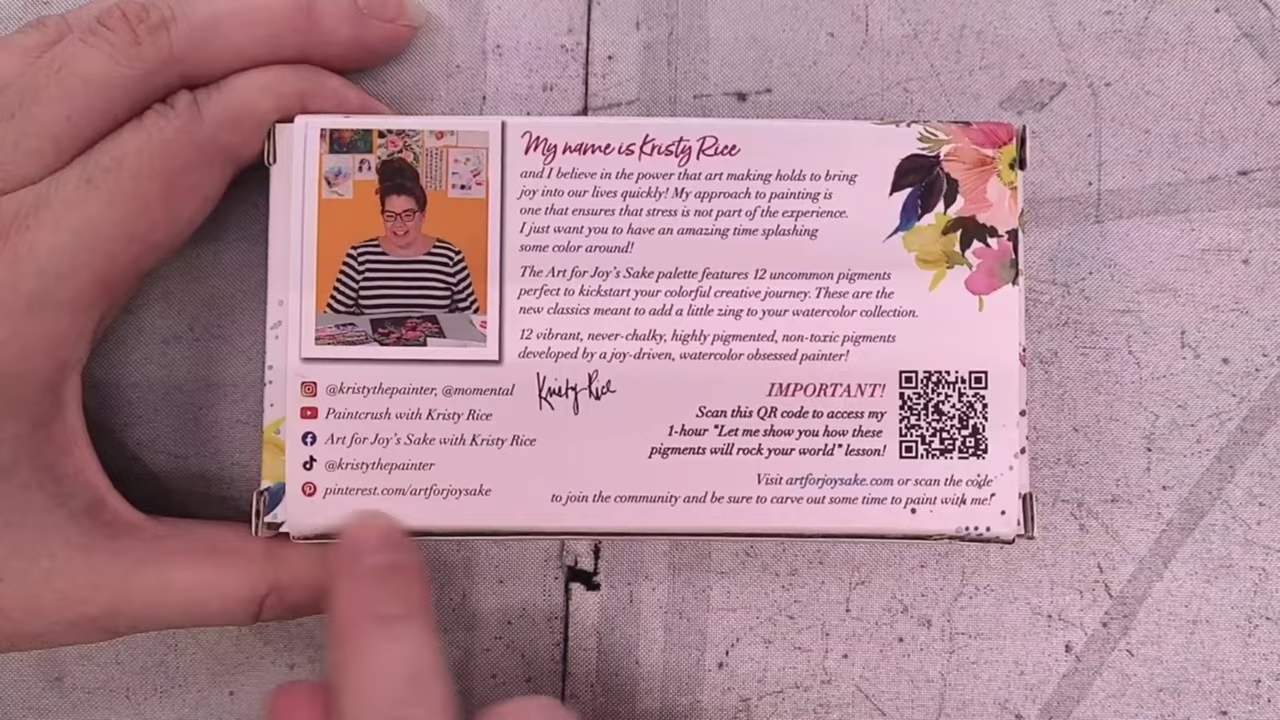 My name is Kristy Rice
and I believe in the power that art making holds to bring
joy into our lives quickly! My approach to painting is
one that ensures that stress is not part of the experience.
I just want you to have an amazing time splashing
some color around!
The Art for Joy's Sake palette features 12 uncommon pigments
perfect to kickstart your colorful creative journey. These are the
new classics meant to add a little zing to your watercolor collection.
12 vibrant, never-chalky, highly pigmented, non-toxic pigments
developed by a joy-driven, watercolor obsessed painter!
Kristy Rice
@kristythepainter, @momental
Paintcrush with Kristy Rice
Art for Joy's Sake with Kristy Rice
@kristythepainter
pinterest.com/artforjoysake
IMPORTANT!
Scan this QR code to access my
1-hour "Let me show you how these
pigments will rock your world" lesson!
Visit artforjoysake.com or scan the code
to join the community and be sure to carve out some time to paint with me!